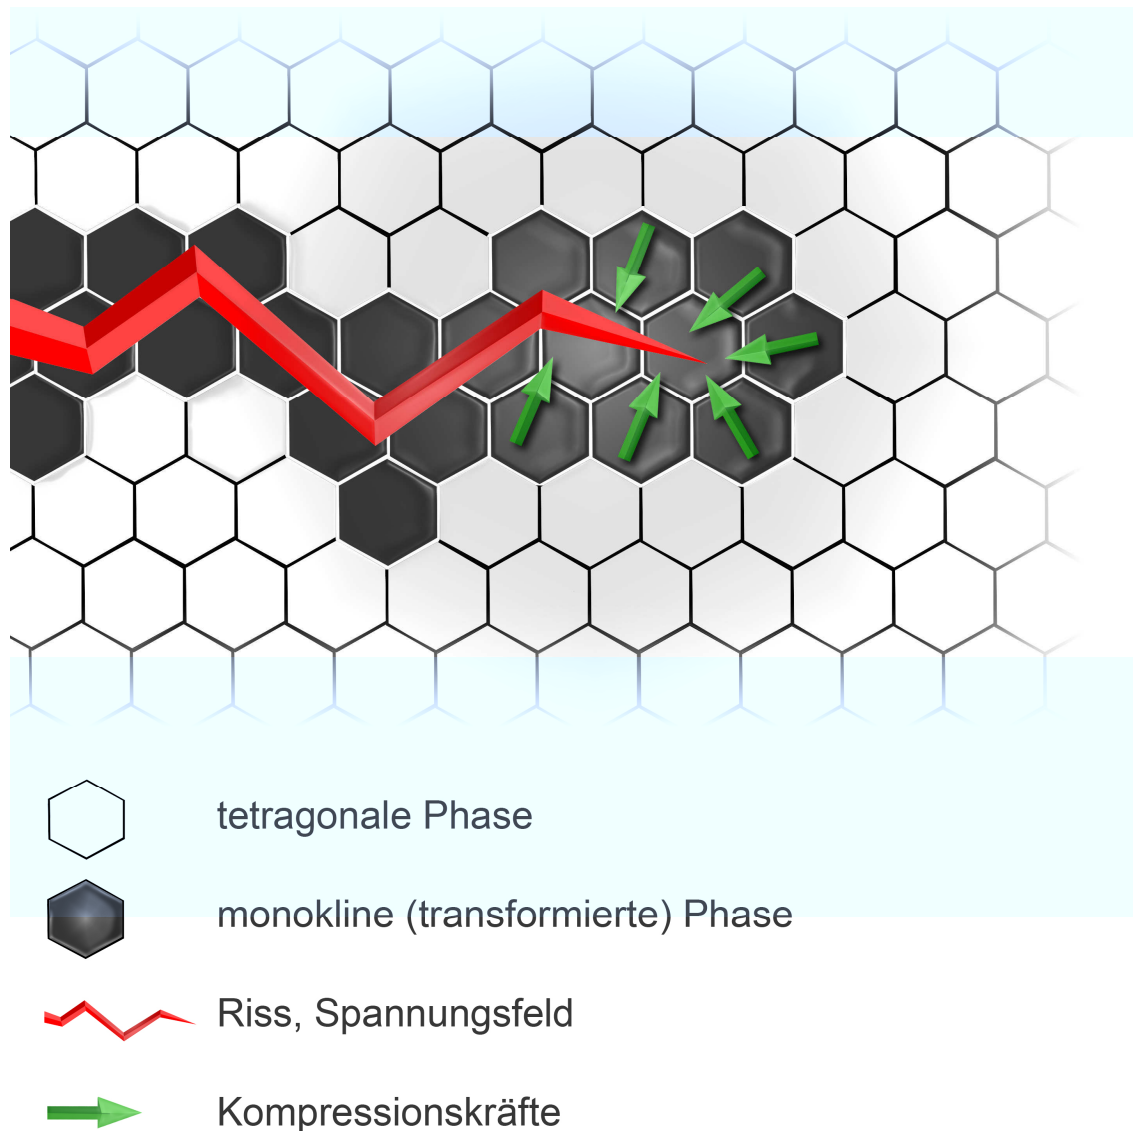 tetragonale Phase
monokline (transformierte) Phase
Riss, Spannungsfeld
Kompressionskräfte